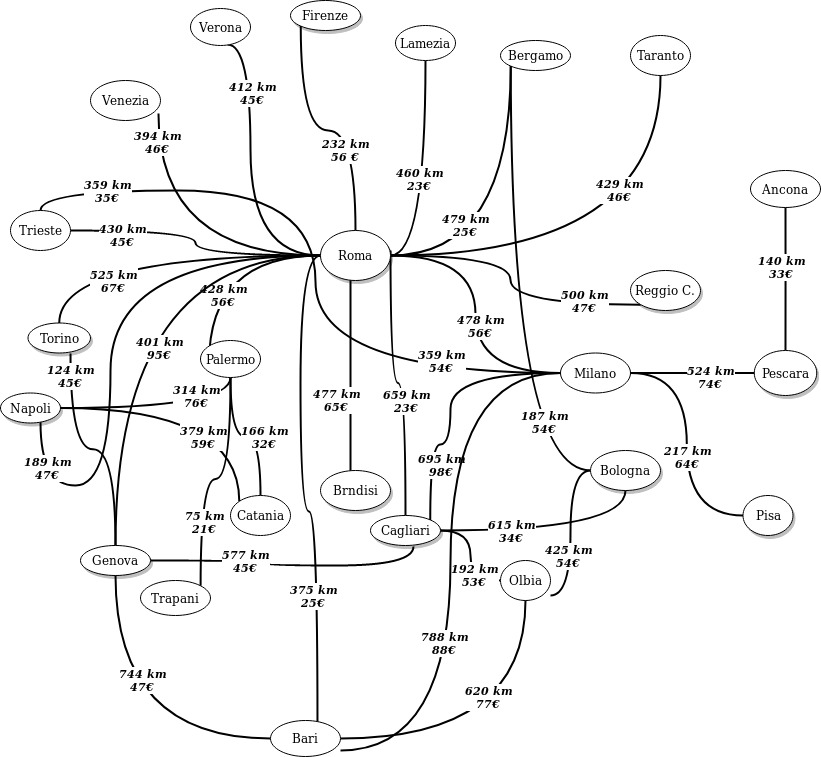 Firenze
Verona
Lamezia
Bergamo
Taranto
412 km
45€
Venezia
394 km
46€
232 km
56 €
460 km
23€
359 km
35€
429 km
46€
Ancona
479 km
25€
Trieste
430 km
45€
Roma
140 km
33€
525 km
67€
428 km
56€
500 km
47€
Reggio C.
478 km
56€
Torino
401 km
95€
Palermo
359 km
54€
124 km
45€
Milano
524 km
74€
Pescara
314 km
76€
477 km
65€
659 km
23€
Napoli
187 km
54€
379 km
59€
166 km
32€
217 km
64€
189 km
47€
695 km
98€
Bologna
Brndisi
75 km
21€
Catania
Cagliari
615 km
34€
Pisa
Genova
577 km
45€
425 km
54€
192 km
53€
Olbia
Trapani
375 km
25€
788 km
88€
744 km
47€
620 km
77€
Bari